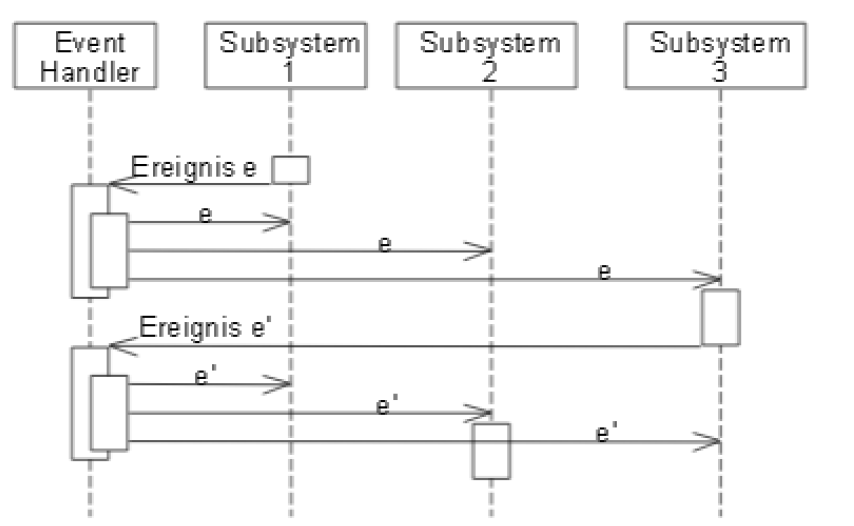 Event
Handler
Subsystem
1
Subsystem
2
Subsystem
3
Ereignis e
e
e
e
Ereignis e'
e'
e'
e'